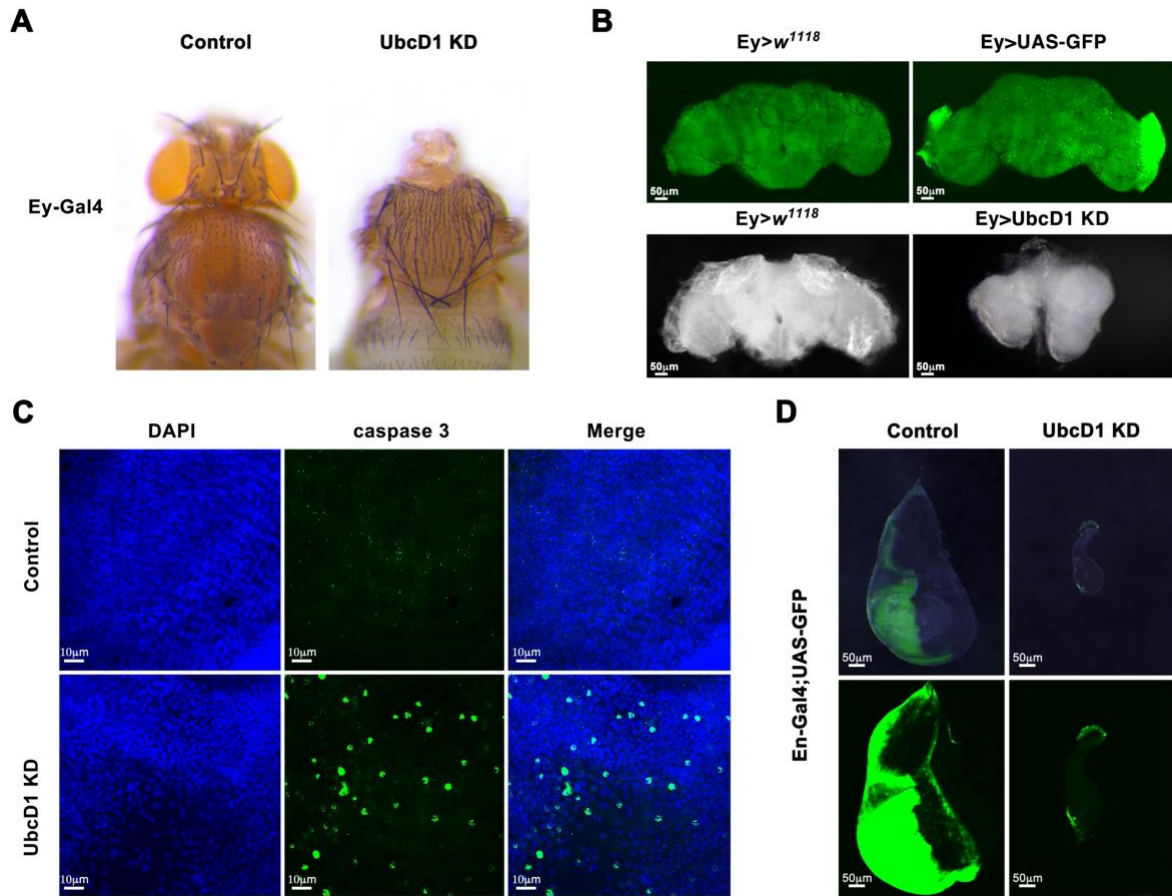 A
Control UbcD1 KD
Ey-Gal4
B
Ey>w1118 Ey>UAS-GFP
50μm 50μm
Ey>w1118 Ey>UbcD1 KD
50μm 50μm
C
DAPI caspase 3 Merge
Control
10μm 10μm 10μm
UbcD1 KD
10μm 10μm 10μm
D
Control UbcD1 KD
En-Gal4;UAS-GFP
50μm 50μm
50μm 50μm